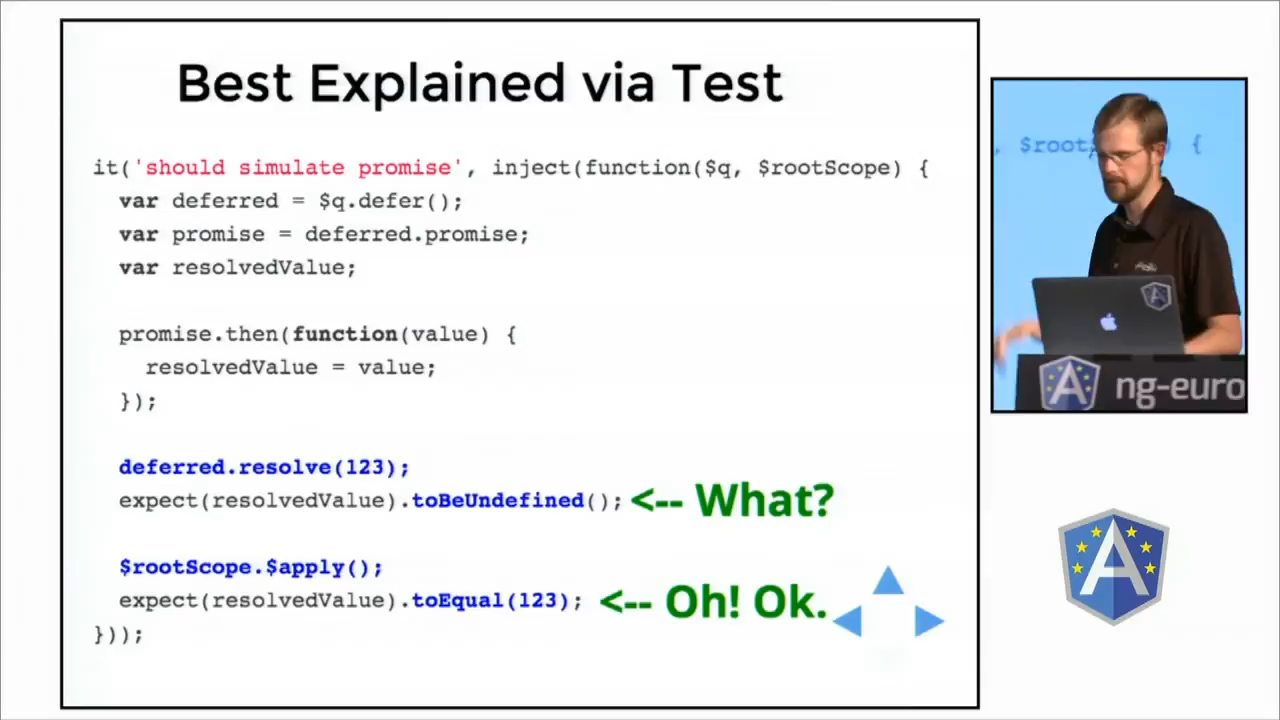 Best Explained via Test
it('should simulate promise', inject(function($q, $rootScope) {
var deferred = $q.defer();
var promise = deferred.promise;
var resolvedValue;
promise.then(function(value) {
resolvedValue = value;
});
deferred.resolve(123);
expect(resolvedValue).toBeUndefined(); <-- What?
$rootScope.$apply();
expect(resolvedValue).toEqual(123); <-- Oh! Ok.
}));
, $root {
A ng-euro
A